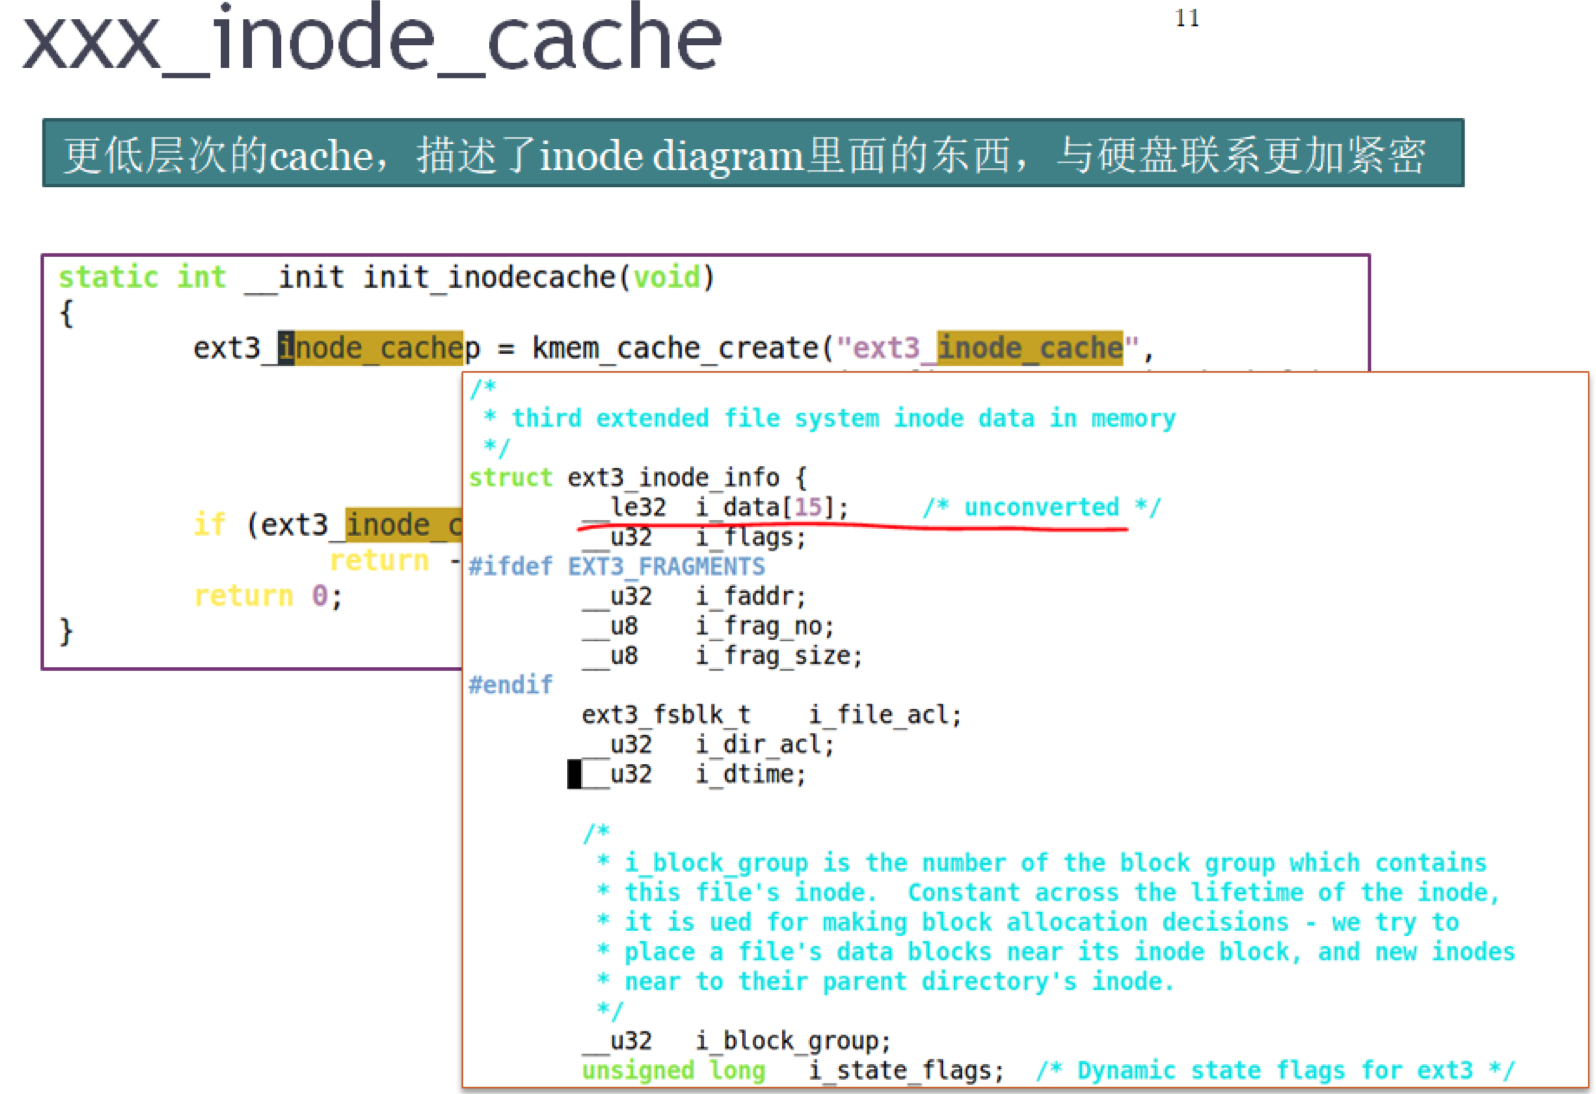 xxx_inode_cache
11
更低层次的cache，描述了inode diagram里面的东西，与硬盘联系更加紧密
static int __init init_inodecache(void)
{
ext3_inode_cachep = kmem_cache_create("ext3_inode_cache",
if (ext3_inode_c
return -
return 0;
}
/*
* third extended file system inode data in memory
*/
struct ext3_inode_info {
__le32 i_data[15]; /* unconverted */
__u32 i_flags;
#ifdef EXT3_FRAGMENTS
__u32 i_faddr;
__u8 i_frag_no;
__u8 i_frag_size;
#endif
ext3_fsblk_t i_file_acl;
__u32 i_dir_acl;
__u32 i_dtime;
/*
* i_block_group is the number of the block group which contains
* this file's inode. Constant across the lifetime of the inode,
* it is ued for making block allocation decisions - we try to
* place a file's data blocks near its inode block, and new inodes
* near to their parent directory's inode.
*/
__u32 i_block_group;
unsigned long i_state_flags; /* Dynamic state flags for ext3 */